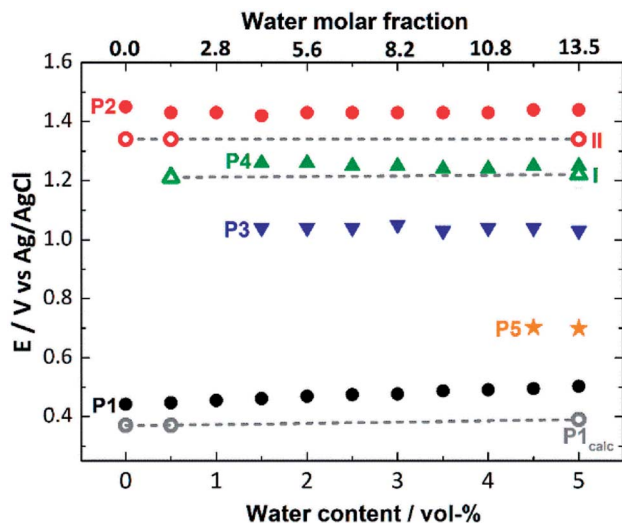 Water molar fraction
0.0 2.8 5.6 8.2 10.8 13.5
1.6
P2
1.4
II
P4
I
1.2
P3
1.0
E / V vs Ag/AgCl
0.8
P5
0.6
P1
0.4
P1calc
0 1 2 3 4 5
Water content / vol-%